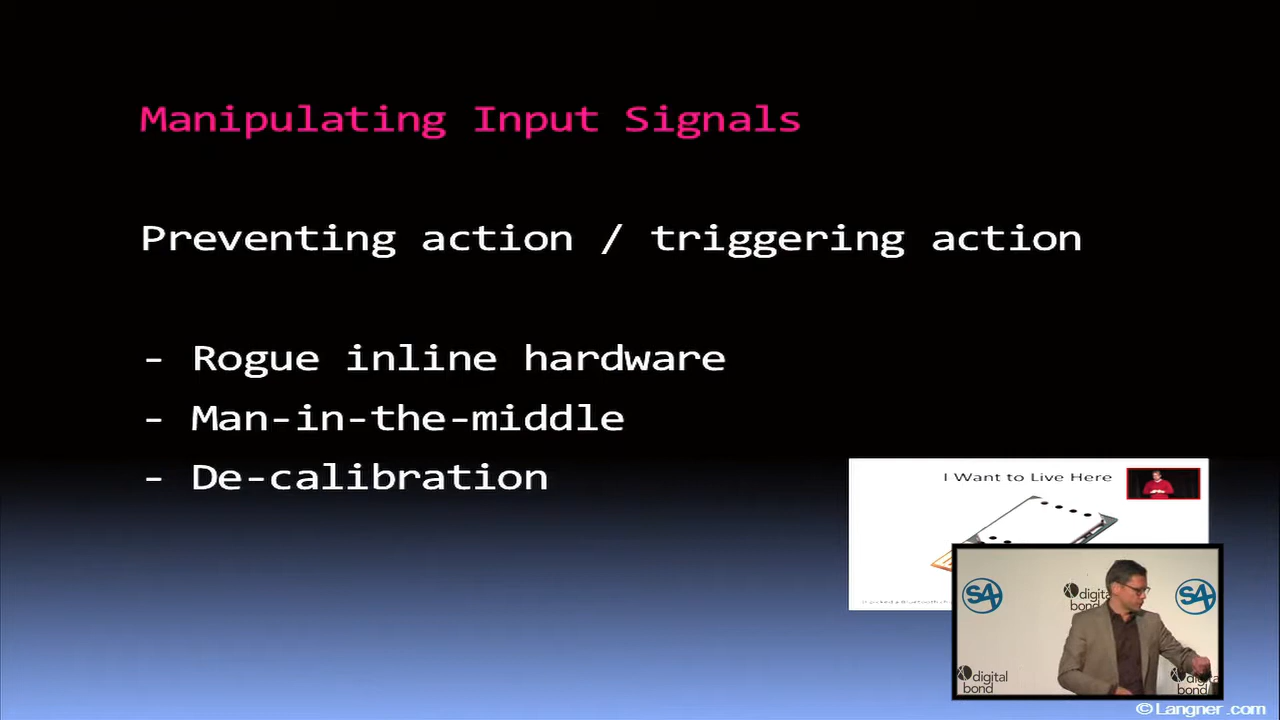 Manipulating Input Signals
Preventing action / triggering action
- Rogue inline hardware
- Man-in-the-middle
- De-calibration
I Want to Live Here
S4
digital
bond
S4
digital
bond
digital
bond
©Langner.com